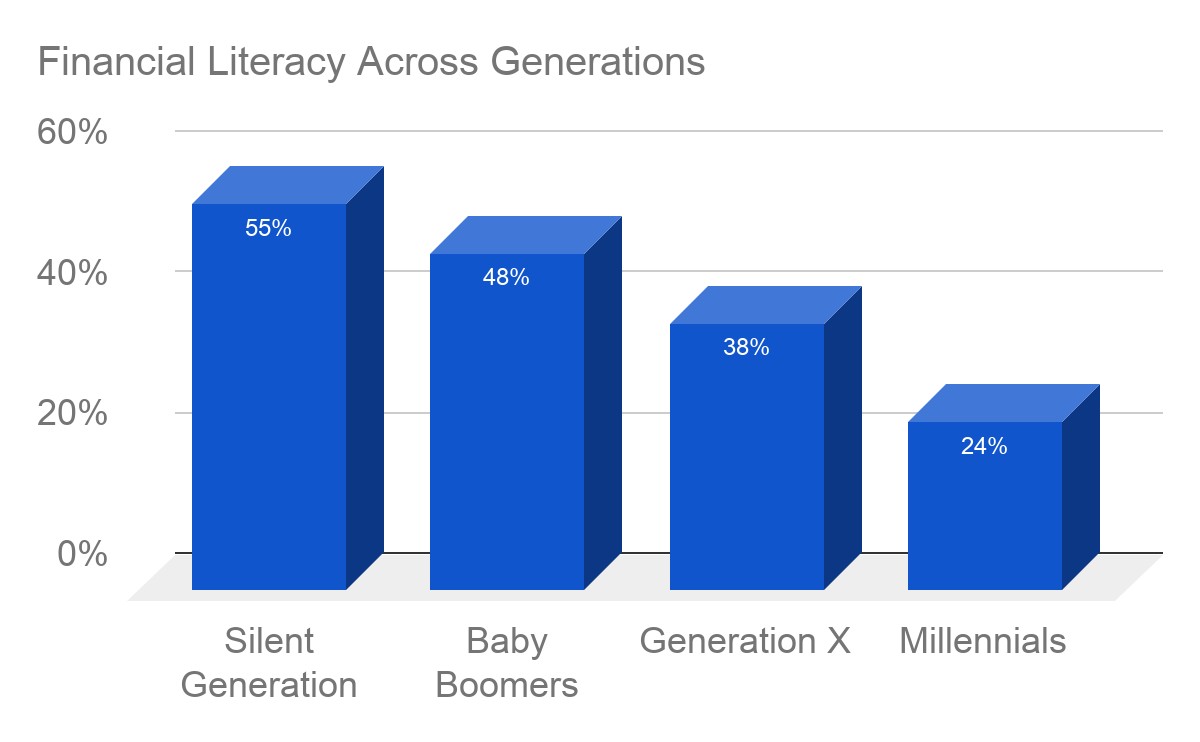 Financial Literacy Across Generations
60%
40%
20%
0%
55%
48%
38%
24%
Silent
Generation
Baby
Boomers
Generation X
Millennials